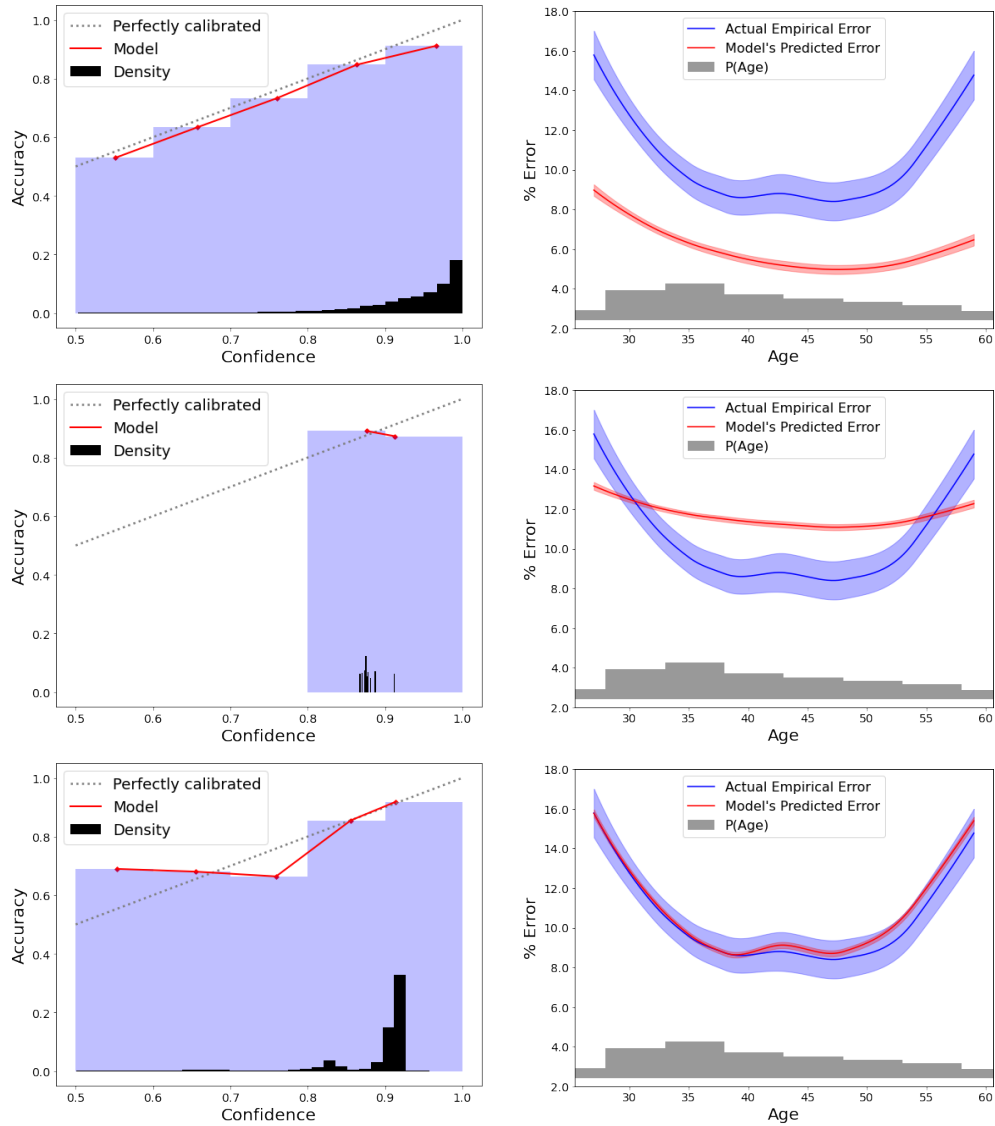 Perfectly calibrated
Model
Density
1.0
0.8
0.6
0.4
0.2
0.0
Accuracy
0.5 0.6 0.7 0.8 0.9 1.0
Confidence
Actual Empirical Error
Model's Predicted Error
P(Age)
18.0
16.0
14.0
12.0
10.0
8.0
6.0
4.0
2.0
% Error
30 35 40 45 50 55 60
Age
Perfectly calibrated
Model
Density
1.0
0.8
0.6
0.4
0.2
0.0
Accuracy
0.5 0.6 0.7 0.8 0.9 1.0
Confidence
Actual Empirical Error
Model's Predicted Error
P(Age)
18.0
16.0
14.0
12.0
10.0
8.0
6.0
4.0
2.0
% Error
30 35 40 45 50 55 60
Age
Perfectly calibrated
Model
Density
1.0
0.8
0.6
0.4
0.2
0.0
Accuracy
0.5 0.6 0.7 0.8 0.9 1.0
Confidence
Actual Empirical Error
Model's Predicted Error
P(Age)
18.0
16.0
14.0
12.0
10.0
8.0
6.0
4.0
2.0
% Error
30 35 40 45 50 55 60
Age